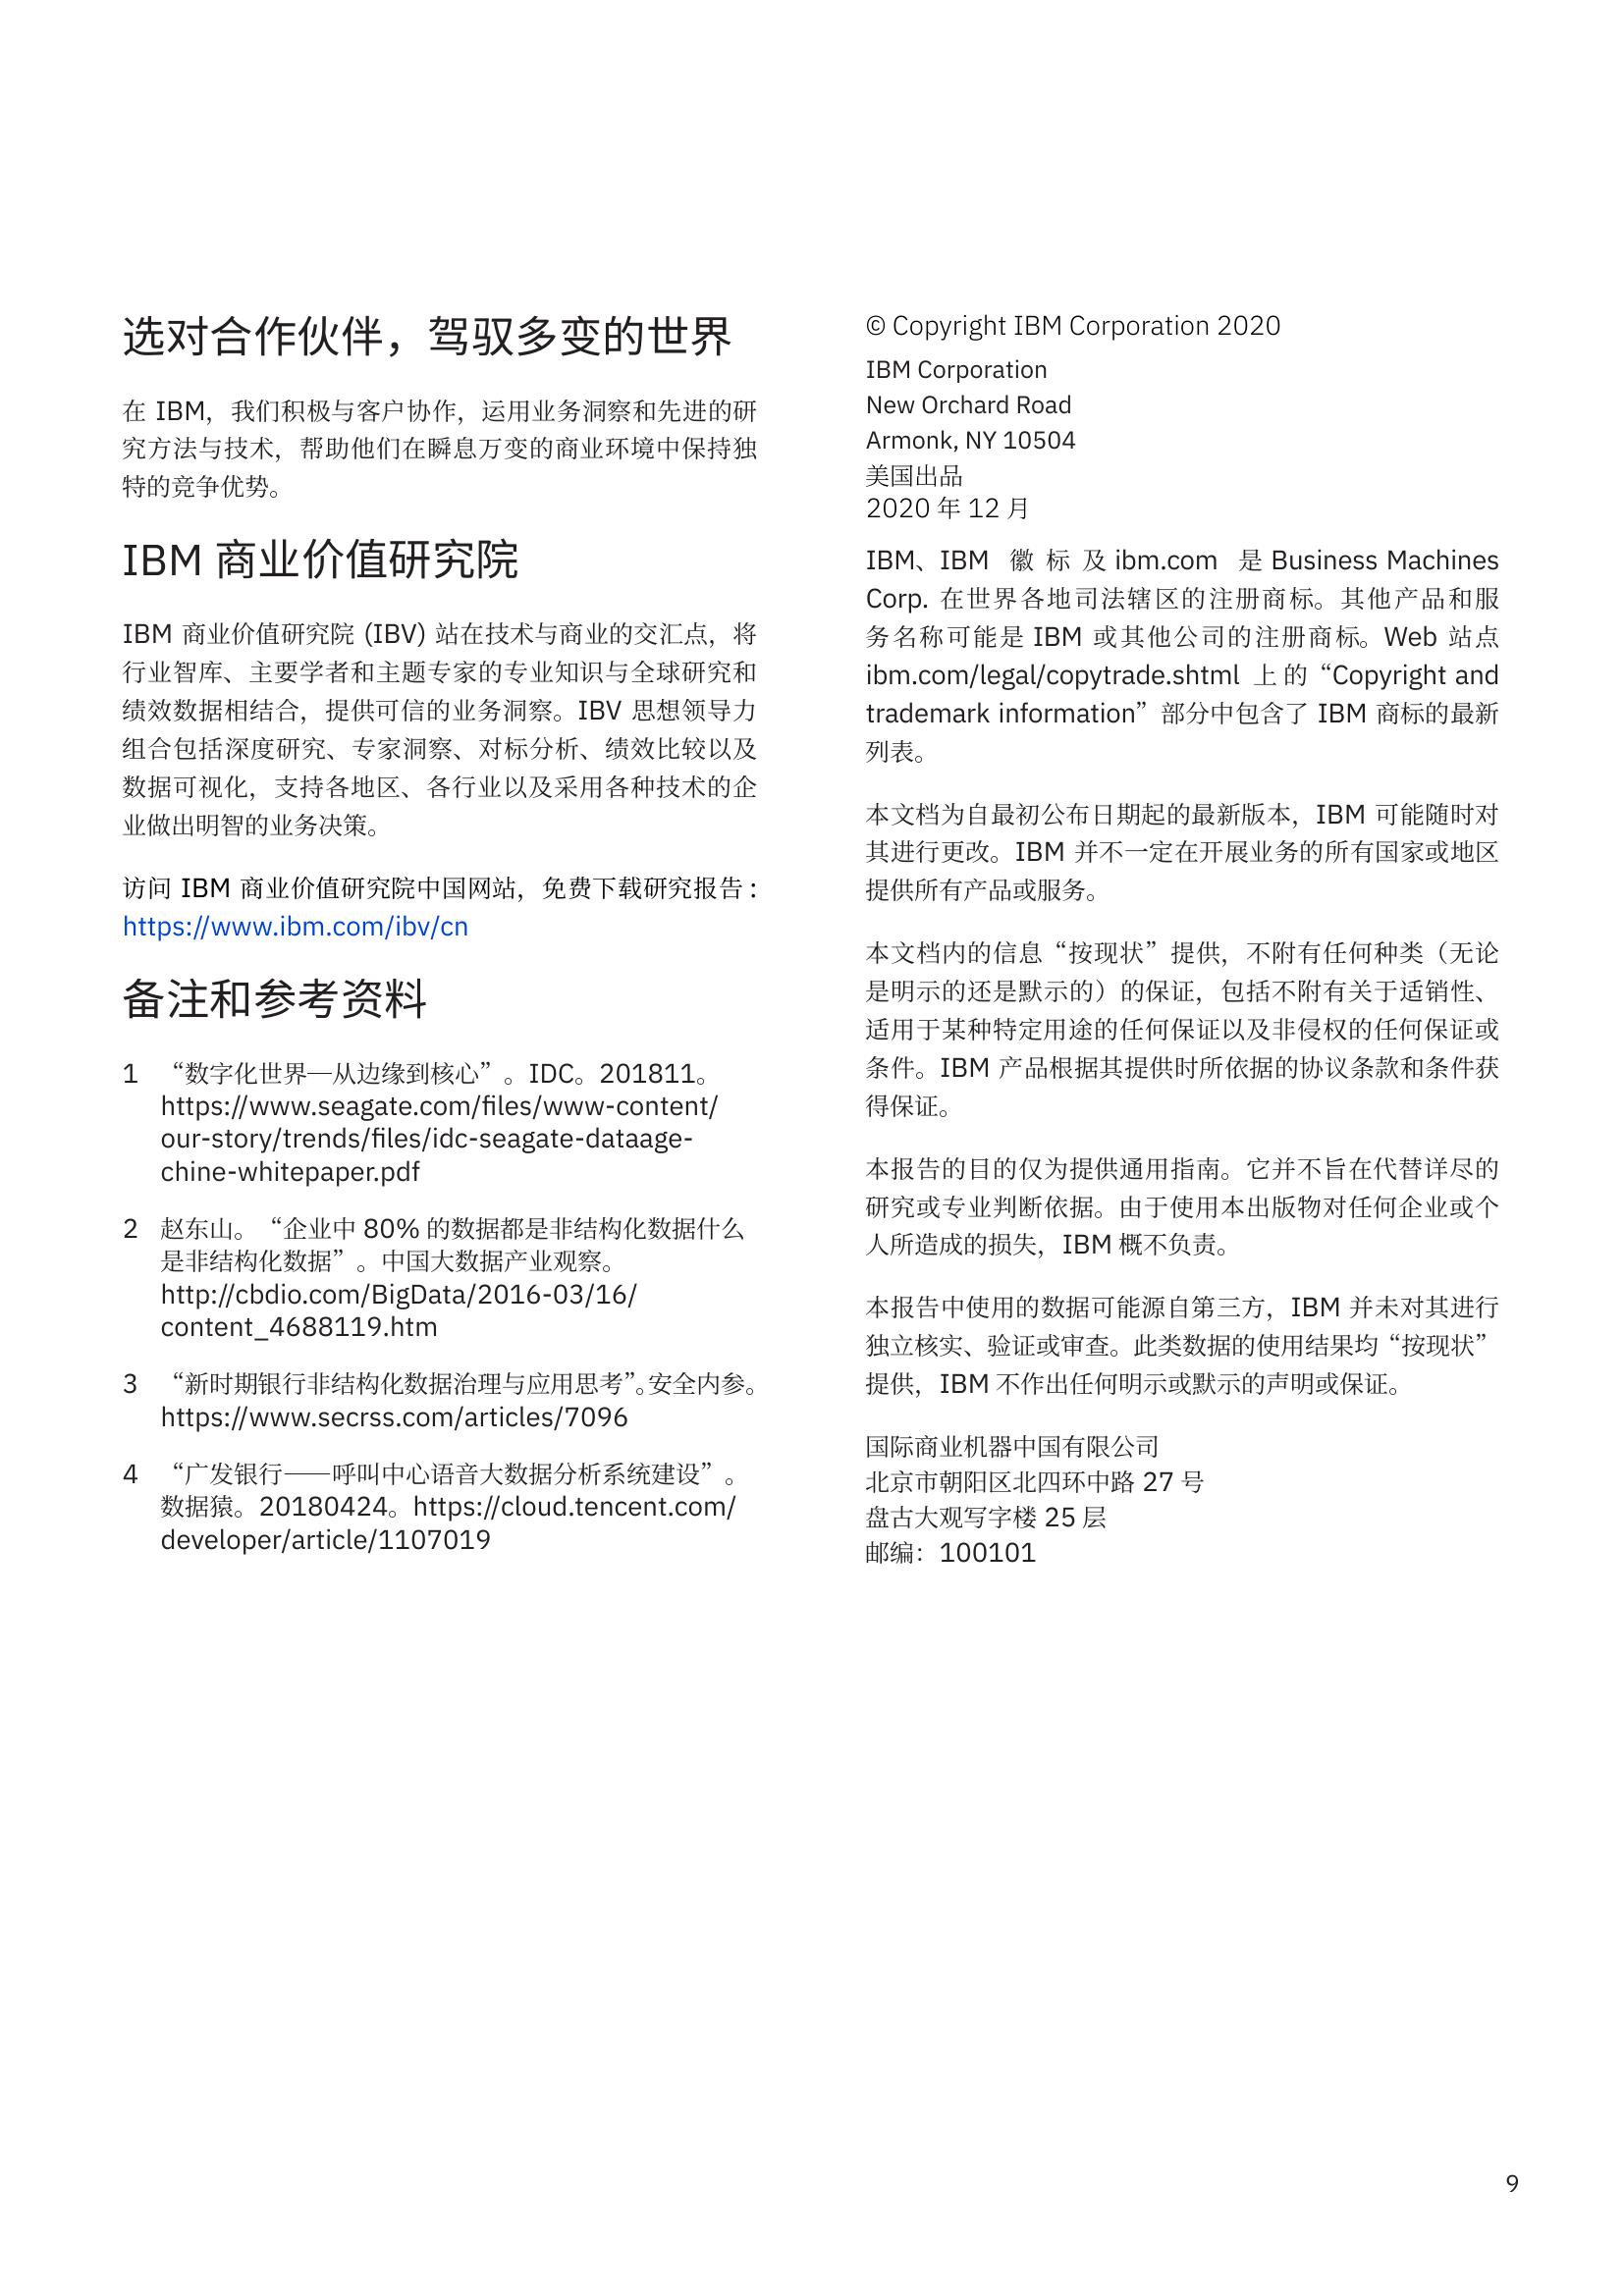 选对合作伙伴，驾驭多变的世界
在 IBM，我们积极与客户协作，运用业务洞察和先进的研
究方法与技术，帮助他们在瞬息万变的商业环境中保持独
特的竞争优势。
IBM 商业价值研究院
IBM 商业价值研究院 (IBV) 站在技术与商业的交汇点，将
行业智库、主要学者和主题专家的专业知识与全球研究和
绩效数据相结合，提供可信的业务洞察。IBV 思想领导力
组合包括深度研究、专家洞察、对标分析、绩效比较以及
数据可视化，支持各地区、各行业以及采用各种技术的企
业做出明智的业务决策。
访问 IBM 商业价值研究院中国网站，免费下载研究报告：
https://www.ibm.com/ibv/cn
备注和参考资料
1 “数字化世界—从边缘到核心”。IDC。201811。
https://www.seagate.com/files/www-content/
our-story/trends/files/idc-seagate-dataage-
chine-whitepaper.pdf
2 赵东山。“企业中 80% 的数据都是非结构化数据什么
是非结构化数据”。中国大数据产业观察。
http://cbdio.com/BigData/2016-03/16/
content_4688119.htm
3 “新时期银行非结构化数据治理与应用思考”。安全内参。
https://www.secrss.com/articles/7096
4 “广发银行——呼叫中心语音大数据分析系统建设”。
数据猿。20180424。https://cloud.tencent.com/
developer/article/1107019
© Copyright IBM Corporation 2020
IBM Corporation
New Orchard Road
Armonk, NY 10504
美国出品
2020 年 12 月
IBM、IBM 徽标及 ibm.com 是 Business Machines
Corp. 在世界各地司法辖区的注册商标。其他产品和服
务名称可能是 IBM 或其他公司的注册商标。Web 站点
ibm.com/legal/copytrade.shtml 上的“Copyright and
trademark information”部分中包含了 IBM 商标的最新
列表。
本文档为自最初公布日期起的最新版本，IBM 可能随时对
其进行更改。IBM 并不一定在开展业务的所有国家或地区
提供所有产品或服务。
本文档内的信息“按现状”提供，不附有任何种类（无论
是明示的还是默示的）的保证，包括不附有关于适销性、
适用于某种特定用途的任何保证以及非侵权的任何保证或
条件。IBM 产品根据其提供时所依据的协议条款和条件获
得保证。
本报告的目的仅为提供通用指南。它并不旨在代替详尽的
研究或专业判断依据。由于使用本出版物对任何企业或个
人所造成的损失，IBM 概不负责。
本报告中使用的数据可能源自第三方，IBM 并未对其进行
独立核实、验证或审查。此类数据的使用结果均“按现状”
提供，IBM 不作出任何明示或默示的声明或保证。
国际商业机器中国有限公司
北京市朝阳区北四环中路 27 号
盘古大观写字楼 25 层
邮编：100101
9